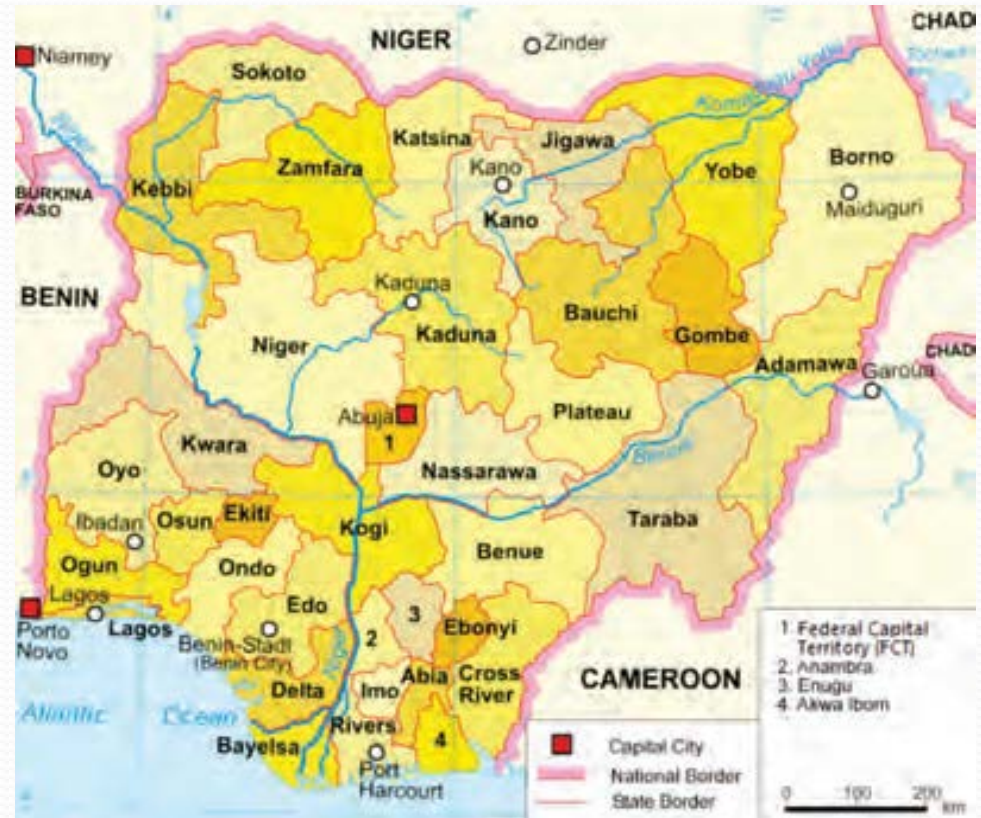 NIGER
CHAD
Niamey
Zinder
Sokoto
Niger
Komadugu Yobe
Katsina
Jigawa
Zamfara
Kano
Yobe
Borno
Kebbi
BURKINA
FASO
Kano
Maiduguri
BENIN
Kaduna
Kaduna
Bauchi
Gombe
Niger
CHAD
Adamawa
Garoua
Abuja
1
Plateau
Kwara
Nassarawa
Benue
Oyo
Taraba
Ibadan
Osun
Ekiti
Kogi
Benue
Ogun
Ondo
Lagos
Edo
3
Lagos
2
Ebonyi
Porto
Novo
Benin-Stadt
(Benin City)
Niger
Abia
Cross
River
CAMEROON
Imo
Delta
Atlantic Ocean
Rivers
4
Bayelsa
Port
Harcourt
1 Federal Capital
Territory (FCT)
2. Anambra
3 Enugu
4 Akwa Ibom
Capital City
National Border
State Border
0 100 200
km